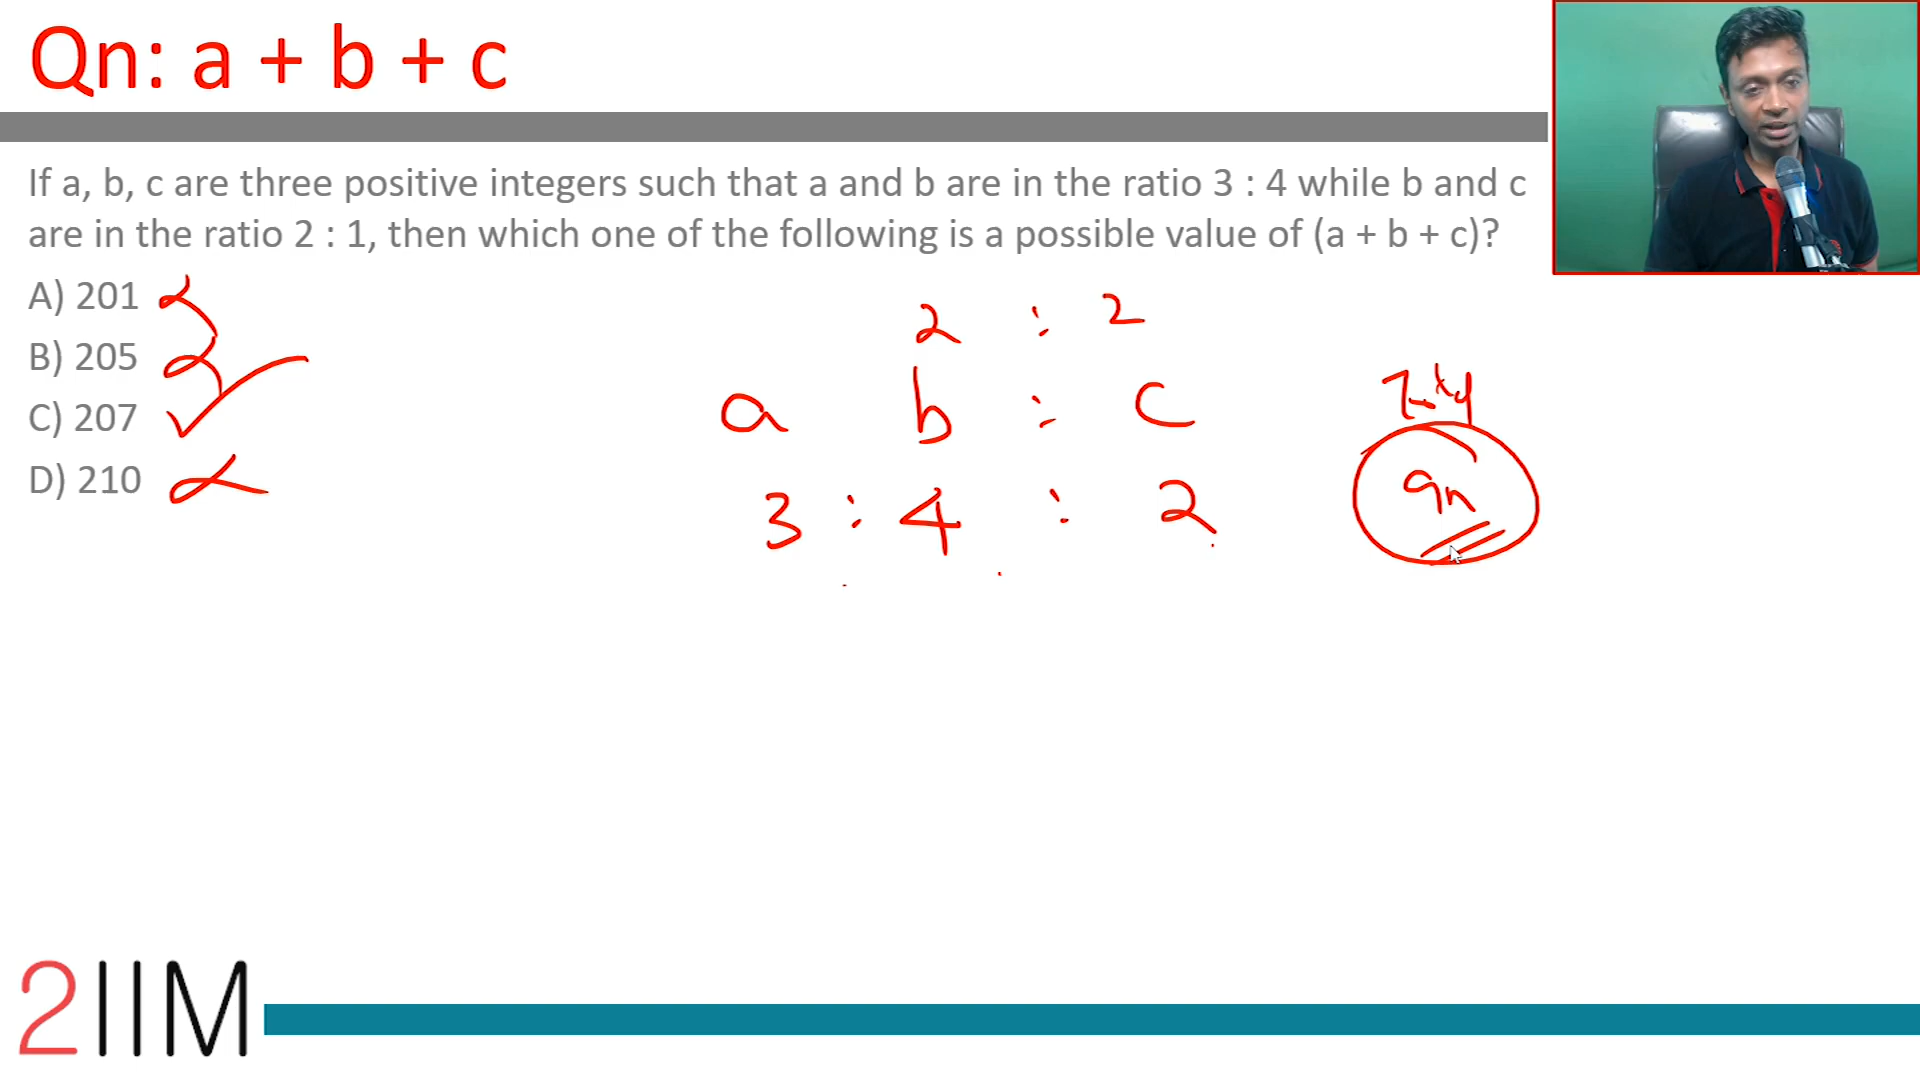 Qn: a + b + c
If a, b, c are three positive integers such that a and b are in the ratio 3 : 4 while b and c
are in the ratio 2 : 1, then which one of the following is a possible value of (a + b + c)?
A) 201
B) 205
C) 207
D) 210
2 : 2
a b : c
3 : 4 : 2
9n
2IIM